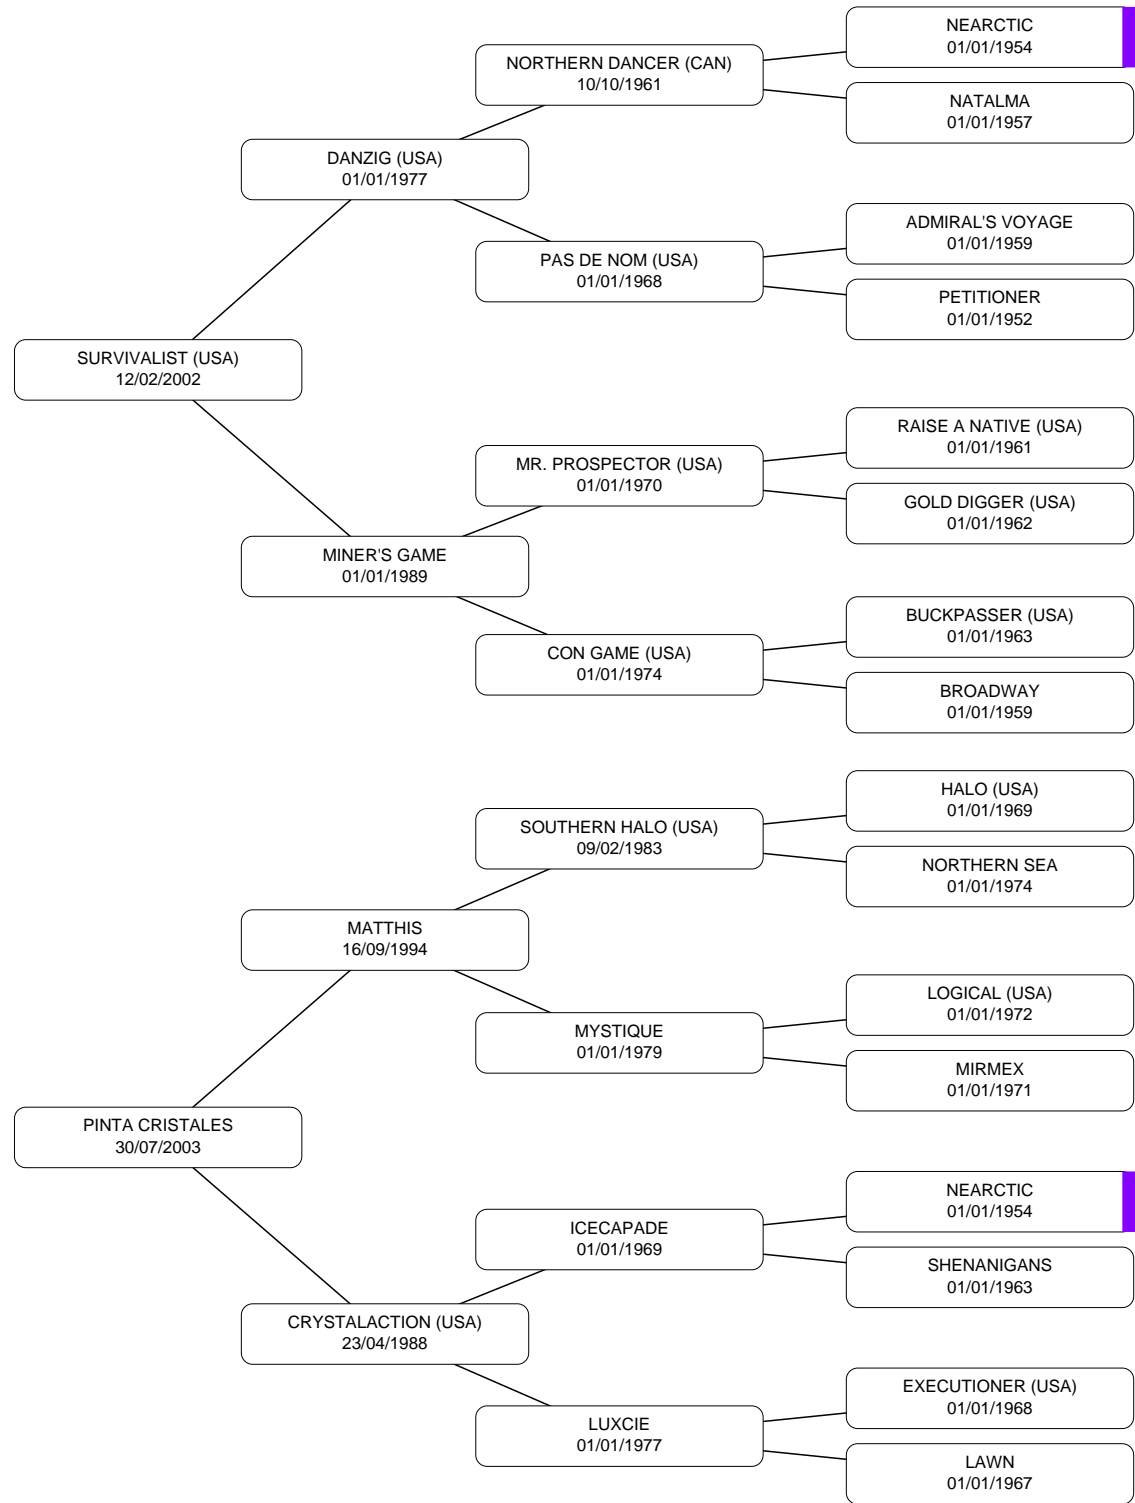 NEARCTIC
01/01/1954
NORTHERN DANCER (CAN)
10/10/1961
NATALMA
01/01/1957
DANZIG (USA)
01/01/1977
ADMIRAL'S VOYAGE
01/01/1959
PAS DE NOM (USA)
01/01/1968
PETITIONER
01/01/1952
SURVIVALIST (USA)
12/02/2002
RAISE A NATIVE (USA)
01/01/1961
MR. PROSPECTOR (USA)
01/01/1970
GOLD DIGGER (USA)
01/01/1962
MINER'S GAME
01/01/1989
BUCKPASSER (USA)
01/01/1963
CON GAME (USA)
01/01/1974
BROADWAY
01/01/1959
HALO (USA)
01/01/1969
SOUTHERN HALO (USA)
09/02/1983
NORTHERN SEA
01/01/1974
MATTHIS
16/09/1994
LOGICAL (USA)
01/01/1972
MYSTIQUE
01/01/1979
MIRMEX
01/01/1971
PINTA CRISTALES
30/07/2003
NEARCTIC
01/01/1954
ICECAPADE
01/01/1969
SHENANIGANS
01/01/1963
CRYSTALACTION (USA)
23/04/1988
EXECUTIONER (USA)
01/01/1968
LUXCIE
01/01/1977
LAWN
01/01/1967